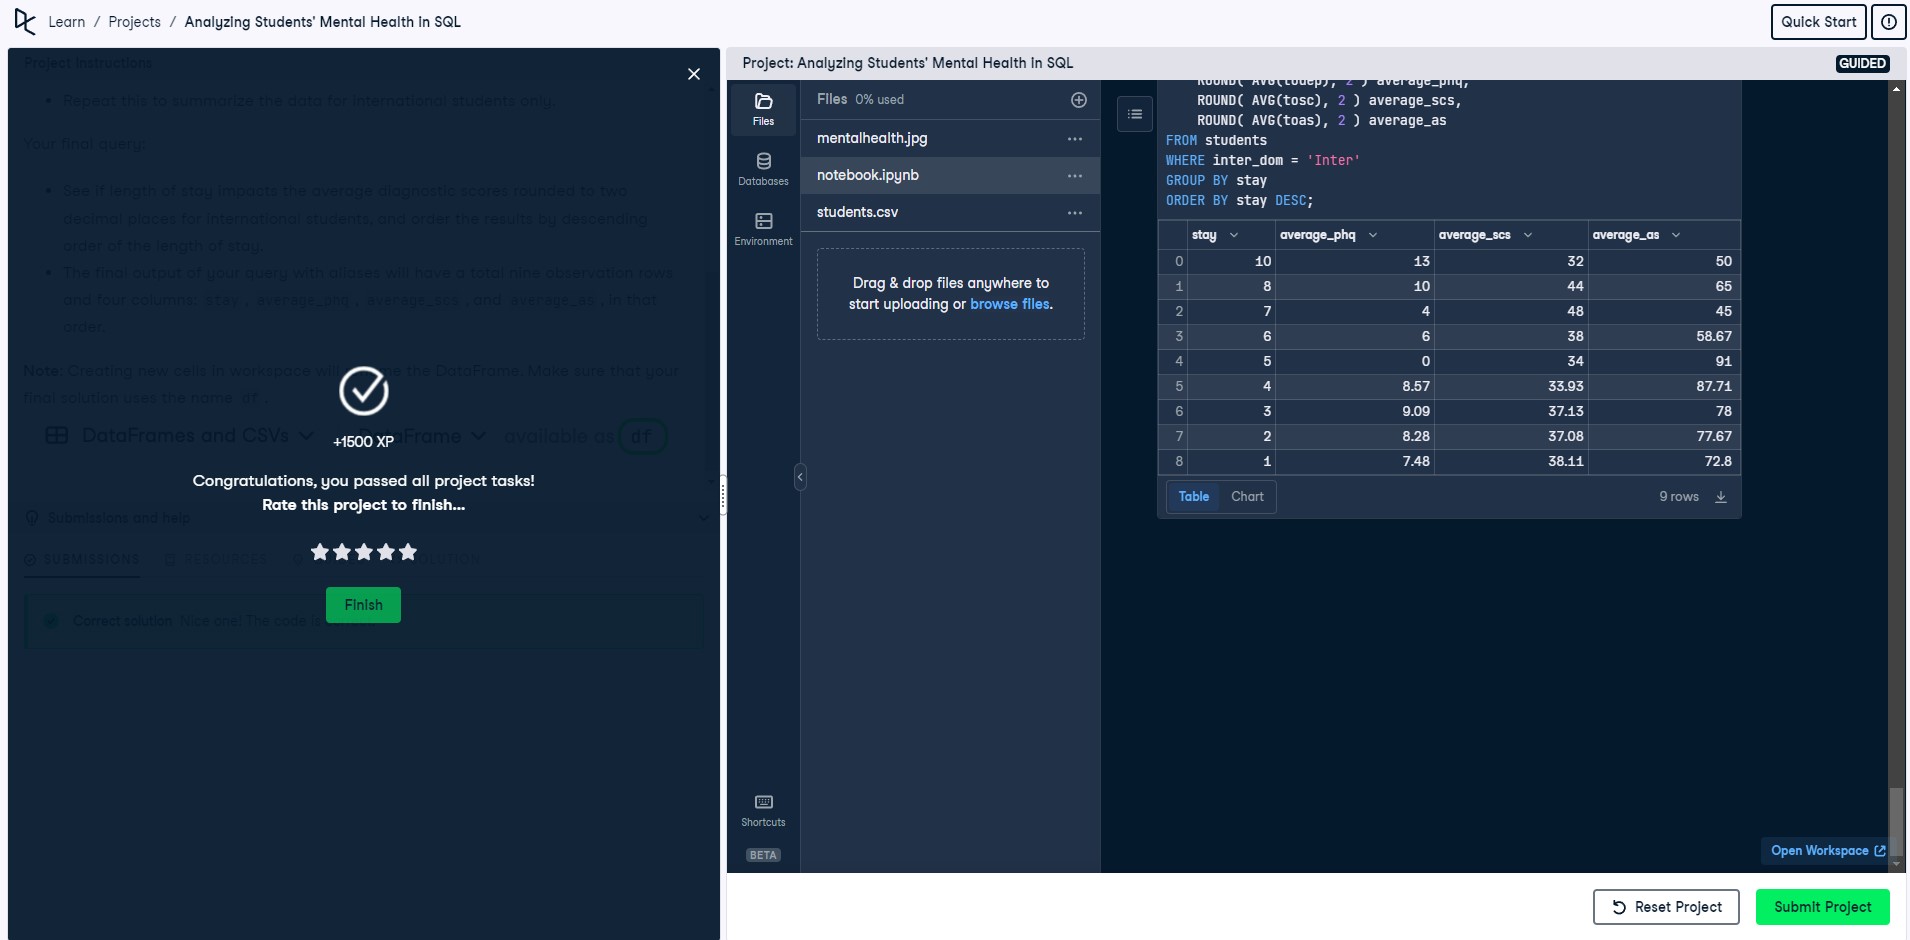 Learn / Projects / Analyzing Students' Mental Health in SQL
Quick Start
Project Instructions
Repeat this to summarize the data for international students only.
Your final query:
See if length of stay impacts the average diagnostic scores rounded to two
decimal places for international students, and order the results by descending
order of the length of stay.
The final output of your query with aliases will have a total nine observation rows
and four columns: stay , average_phq , average_scs , and average_as , in that
order.
Note: Creating new cells in workspace will the DataFrame. Make sure that your
final solution uses the name df .
DataFrames and CSVs DataFrame available as df
+1500 XP
Congratulations, you passed all project tasks!
Rate this project to finish...
Submissions and help
SUBMISSIONS RESOURCES
Finish
Correct solution Nice one! The code is
Project: Analyzing Students' Mental Health in SQL
GUIDED
Files
Databases
Environment
Shortcuts
BETA
Files 0% used
mentalhealth.jpg
notebook.ipynb
students.csv
Drag & drop files anywhere to
start uploading or browse files.
ROUND( AVG(todep), 2 ) average_phq,
ROUND( AVG(tosc), 2 ) average_scs,
ROUND( AVG(toas), 2 ) average_as
FROM students
WHERE inter_dom = 'Inter'
GROUP BY stay
ORDER BY stay DESC;
stay average_phq average_scs average_as
0 10 13 32 50
1 8 10 44 65
2 7 4 48 45
3 6 6 38 58.67
4 5 0 34 91
5 4 8.57 33.93 87.71
6 3 9.09 37.13 78
7 2 8.28 37.08 77.67
8 1 7.48 38.11 72.8
Table Chart
9 rows
Open Workspace
Reset Project
Submit Project